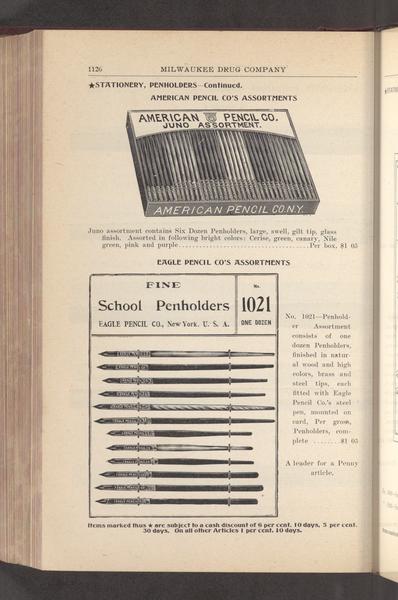 1126 MILWAUKEE DRUG COMPANY
★STATIONERY, PENHOLDERS—Continued.
AMERICAN PENCIL CO'S ASSORTMENTS
AMERICAN PENCIL CO.
JUNO ASSORTMENT.
AMERICAN PENCIL CO. N.Y.
Juno assortment contains Six Dozen Penholders, large, swell, gilt tip, glass
finish. Assorted in following bright colors: Cerise, green, canary, Nile
green, pink and purple........................................Per box, $1 05
EAGLE PENCIL CO'S ASSORTMENTS
FINE
School Penholders
EAGLE PENCIL CO., New York. U. S. A.
No.
1021
ONE DOZEN
No. 1021—Penhold-
er Assortment
consists of one
dozen Penholders,
finished in natur-
al wood and high
colors, brass and
steel tips, each
fitted with Eagle
Pencil Co.'s steel
pen, mounted on
card, Per gross,
Penholders, com-
plete ........$1 05
A leader for a Penny
article.
Items marked thus ★ are subject to a cash discount of 6 per cent. 10 days, 5 per cent.
30 days. On all other Articles 1 per cent. 10 days.